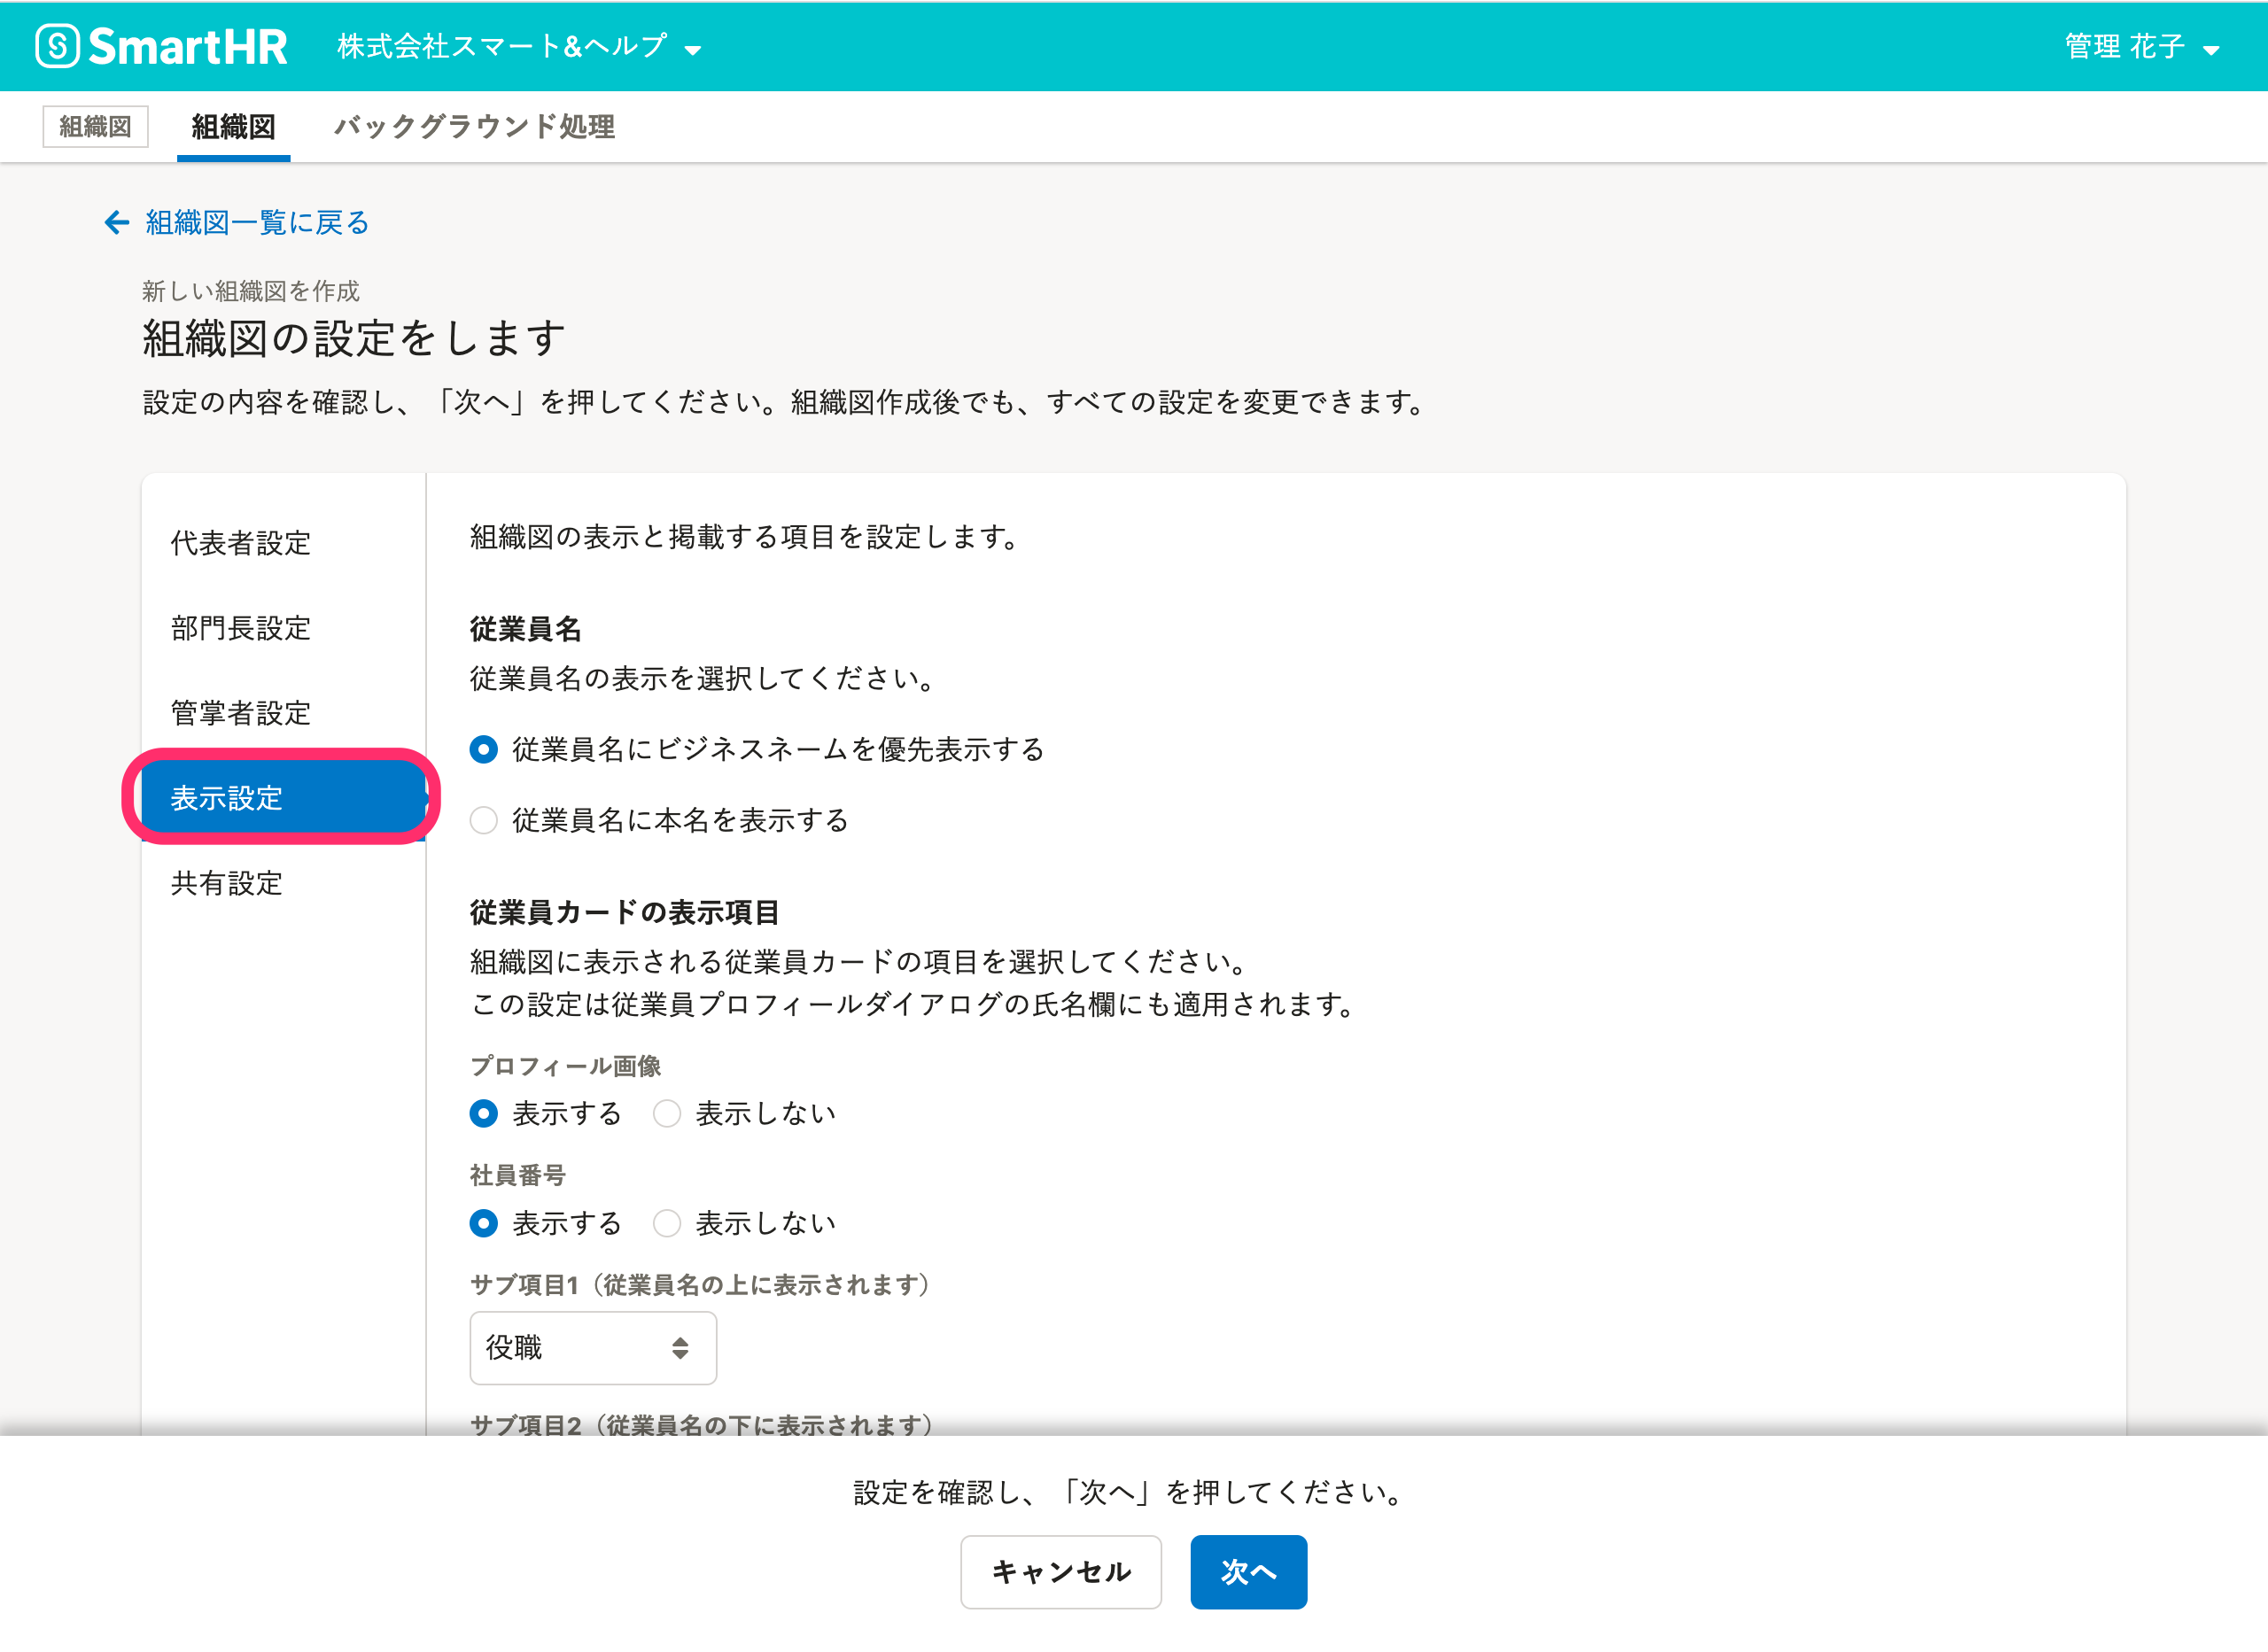 SmartHR 株式会社スマート&ヘルプ 管理 花子
組織図 組織図 バックグラウンド処理
組織図一覧に戻る
新しい組織図を作成
組織図の設定をします
設定の内容を確認し、「次へ」を押してください。組織図作成後でも、すべての設定を変更できます。
代表者設定
部門長設定
管掌者設定
表示設定
共有設定
組織図の表示と掲載する項目を設定します。
従業員名
従業員名の表示を選択してください。
従業員名にビジネスネームを優先表示する
従業員名に本名を表示する
従業員カードの表示項目
組織図に表示される従業員カードの項目を選択してください。
この設定は従業員プロフィールダイアログの氏名欄にも適用されます。
プロフィール画像
表示する 表示しない
社員番号
表示する 表示しない
サブ項目1（従業員名の上に表示されます）
役職
サブ項目2（従業員名の下に表示されます）
設定を確認し、「次へ」を押してください。
キャンセル 次へ